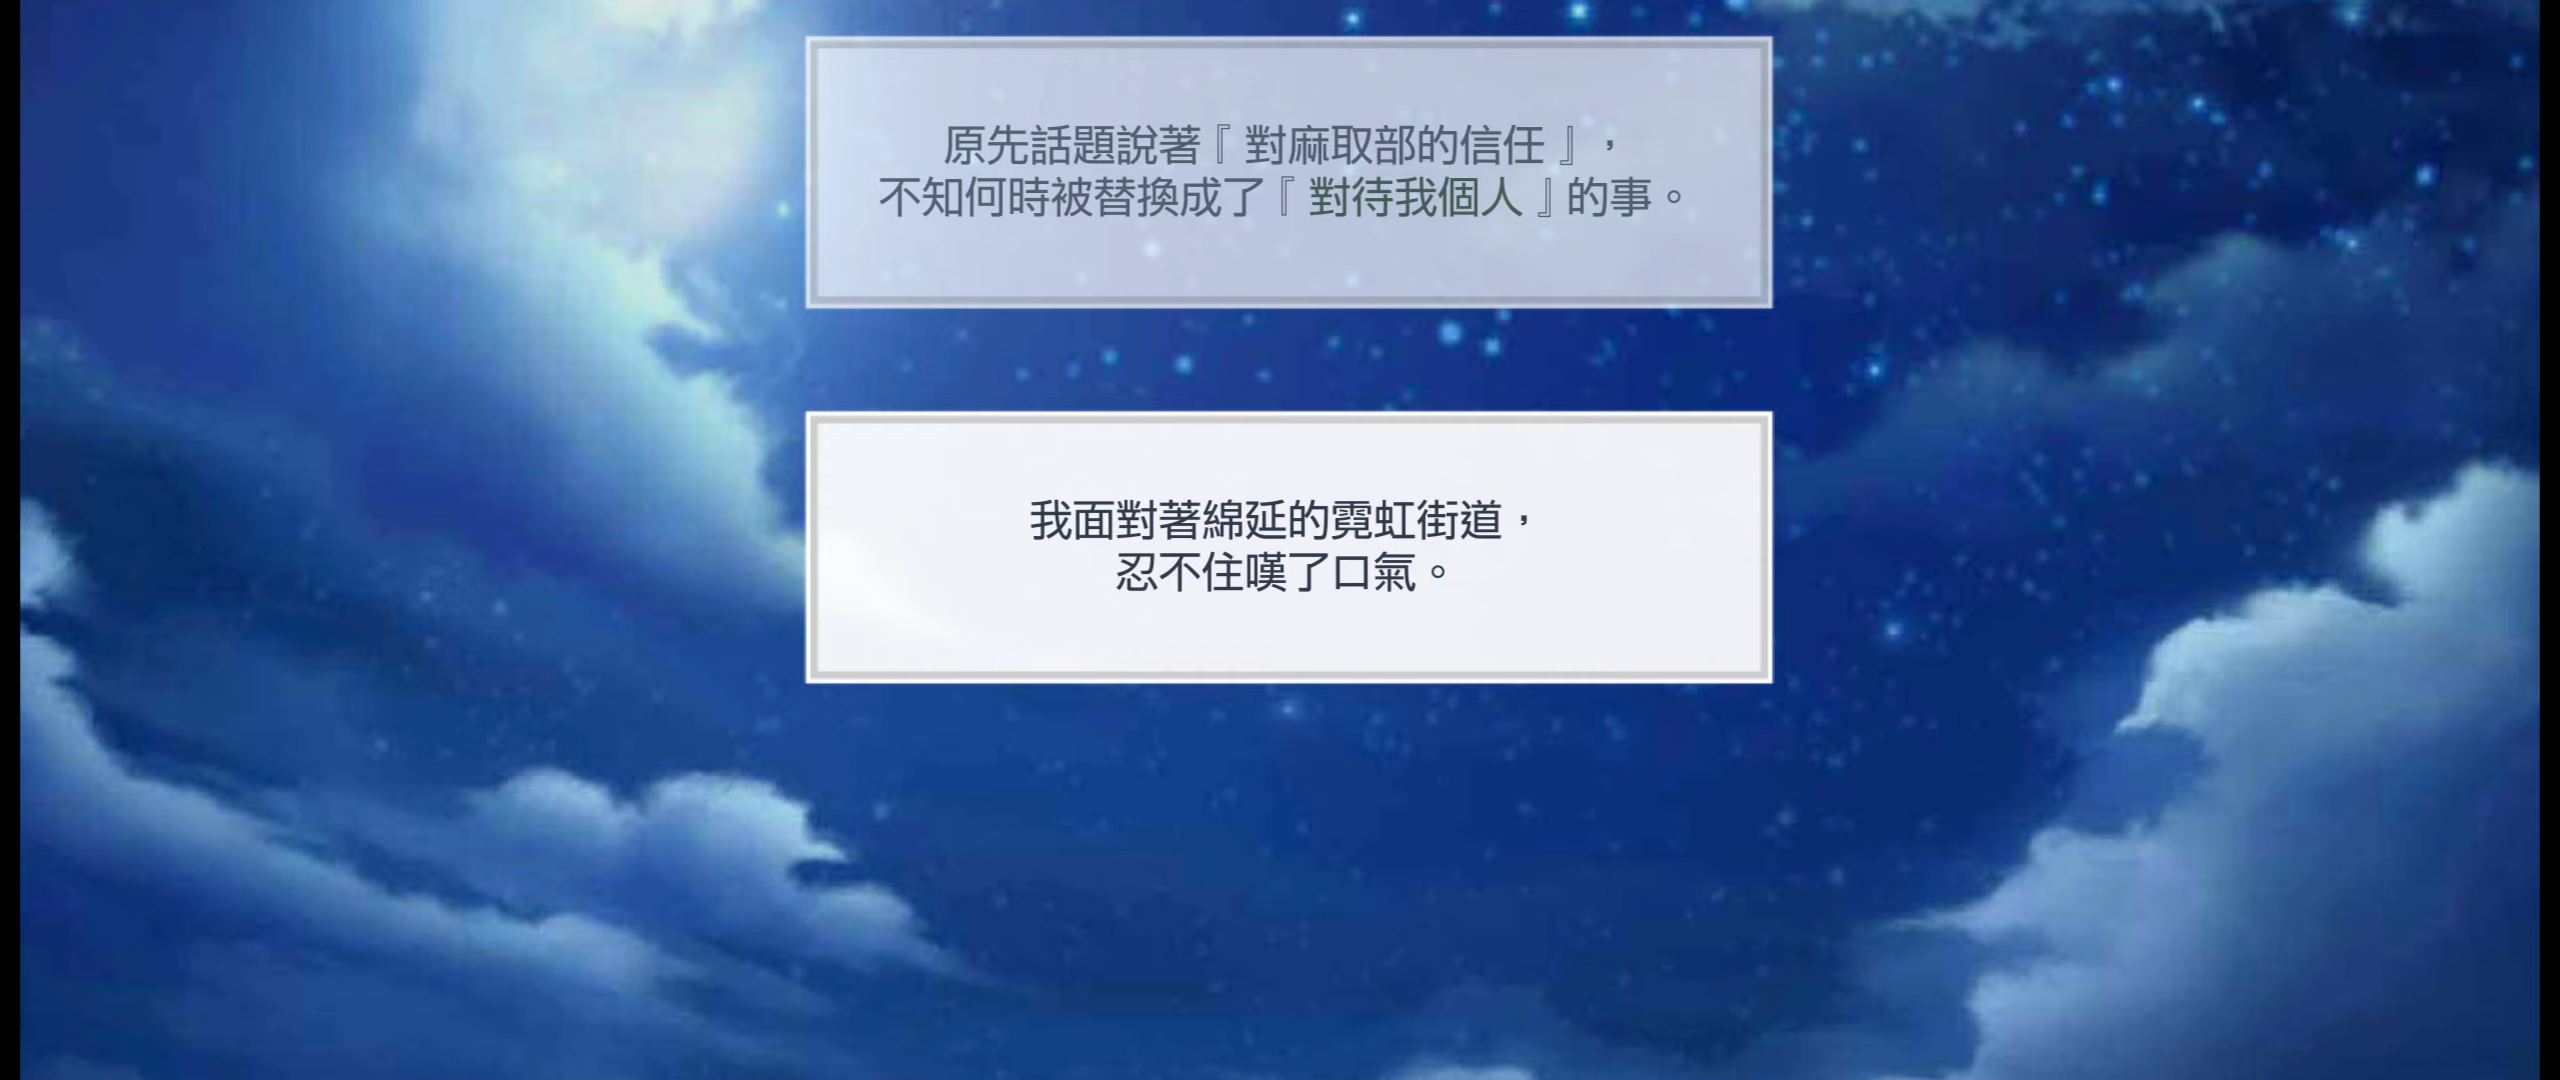 原先話題說著『對麻取部的信任』，
不知何時被替換成了『對待我個人』的事。
我面對著綿延的霓虹街道，
忍不住嘆了口氣。